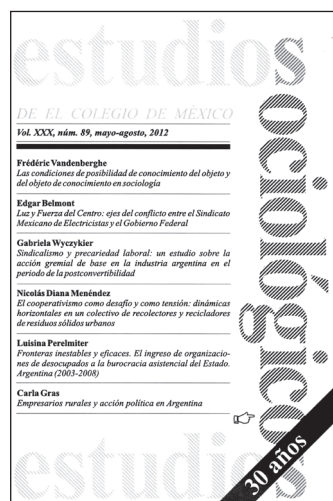 estudios
sociológicos
DE EL COLEGIO DE MÉXICO
Vol. XXX, núm. 89, mayo-agosto, 2012
Frédéric Vandenberghe
Las condiciones de posibilidad de conocimiento del objeto y
del objeto de conocimiento en sociología
Edgar Belmont
Luz y Fuerza del Centro: ejes del conflicto entre el Sindicato
Mexicano de Electricistas y el Gobierno Federal
Gabriela Wyczykier
Sindicalismo y precariedad laboral: un estudio sobre la
acción gremial de base en la industria argentina en el
periodo de la postconvertibilidad
Nicolás Diana Menéndez
El cooperativismo como desafío y como tensión: dinámicas
horizontales en un colectivo de recolectores y recicladores
de residuos sólidos urbanos
Luisina Perelmiter
Fronteras inestables y eficaces. El ingreso de organizacio-
nes de desocupados a la burocracia asistencial del Estado.
Argentina (2003-2008)
Carla Gras
Empresarios rurales y acción política en Argentina
30 años
estudios